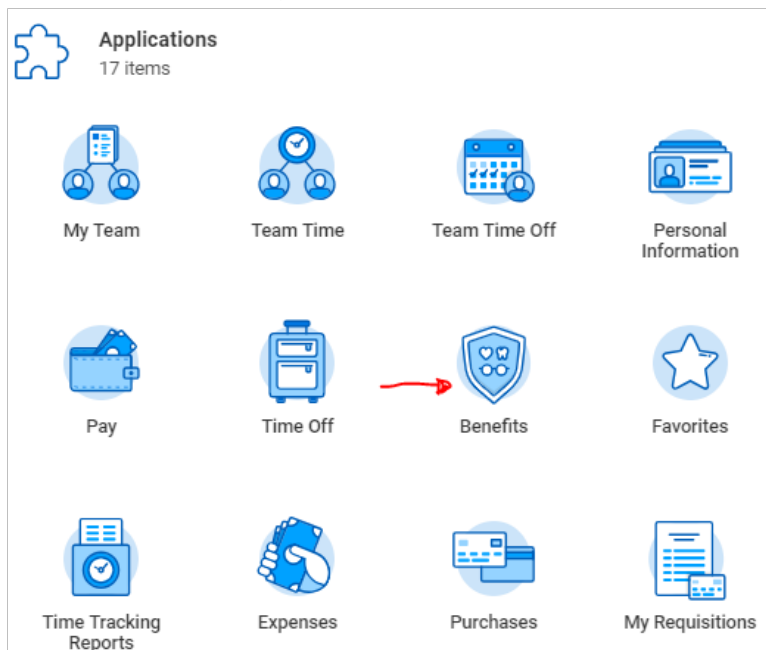 Applications
17 items
My Team
Team Time
Team Time Off
Personal
Information
Pay
Time Off
Benefits
Favorites
Time Tracking
Reports
Expenses
Purchases
My Requisitions